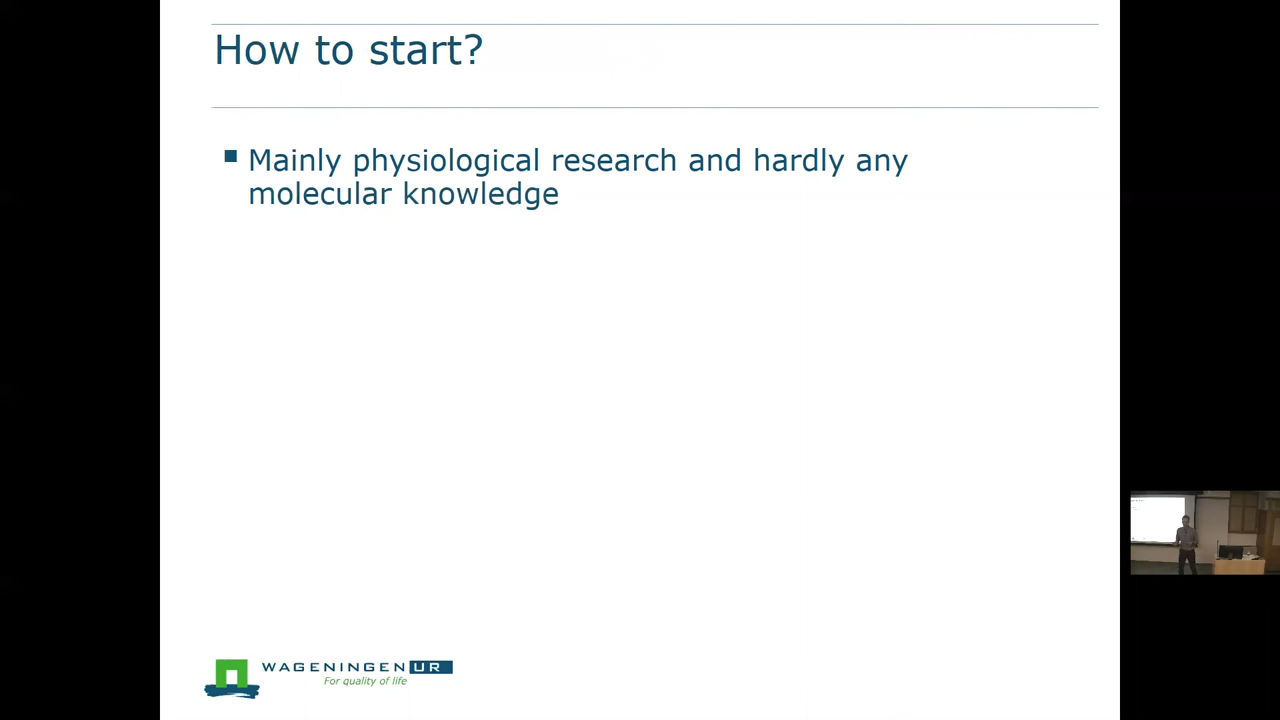 How to start?
Mainly physiological research and hardly any
molecular knowledge
WAGENINGEN UR
For quality of life